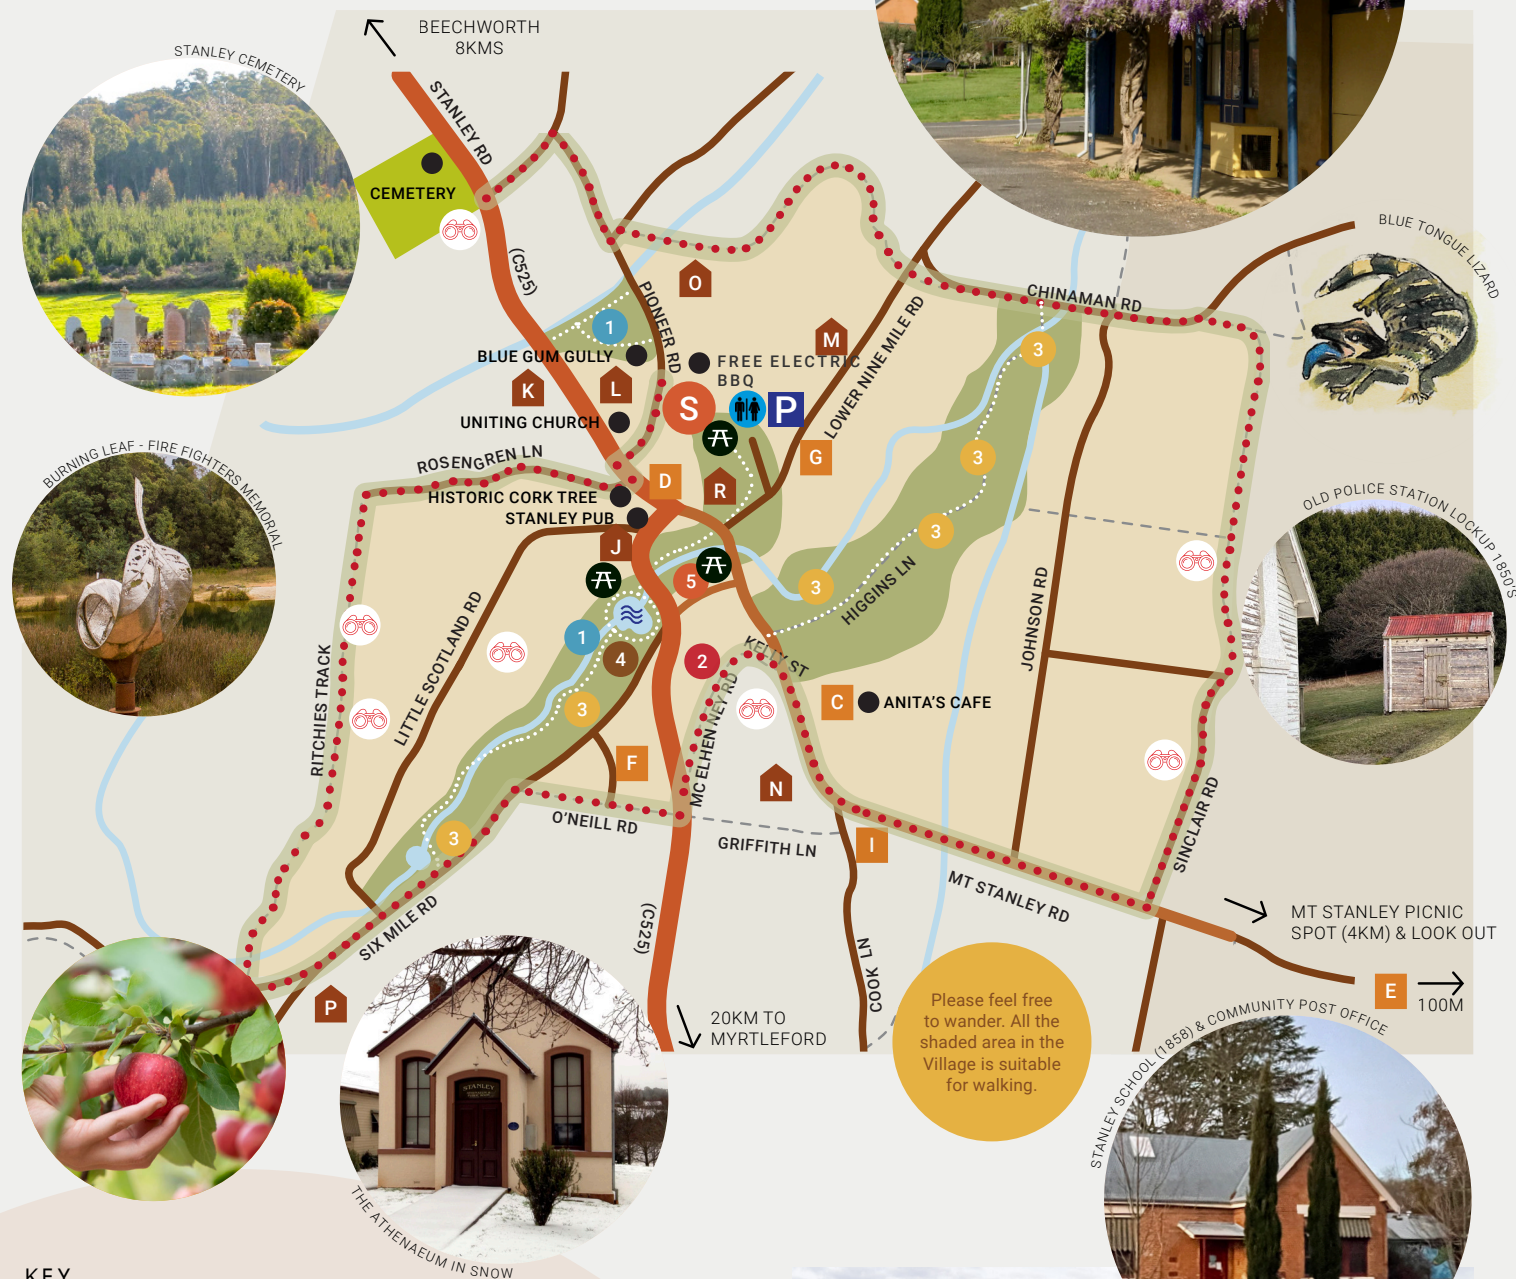 BEECHWORTH
8KMS
STANLEY CEMETERY
STANLEY RD
CEMETERY
(C525)
BLUE TONGUE LIZARD
CHINAMAN RD
O
PIONEER RD
1
M
3
BLUE GUM GULLY
FREE ELECTRIC
BBQ
LOWER NINE MILE RD
K
L
S
P
UNITING CHURCH
BURNING LEAF - FIRE FIGHTERS MEMORIAL
ROSENGREN LN
G
3
D
R
HISTORIC CORK TREE
STANLEY PUB
OLD POLICE STATION LOCKUP 1850'S
J
3
5
3
HIGGINS LN
JOHNSON RD
LITTLE SCOTLAND RD
1
4
2
KELLY ST
RITCHIES TRACK
3
MC ELHENNEY RD
C
ANITA'S CAFE
F
N
O'NEILL RD
GRIFFITH LN
I
3
SINCLAIR RD
MT STANLEY RD
SIX MILE RD
(C525)
COOK LN
MT STANLEY PICNIC
SPOT (4KM) & LOOK OUT
E
100M
P
20KM TO
MYRTLEFORD
Please feel free
to wander. All the
shaded area in the
Village is suitable
for walking.
STANLEY SCHOOL (1858) & COMMUNITY POST OFFICE
STANLEY
THE ATHENAEUM IN SNOW
KEY